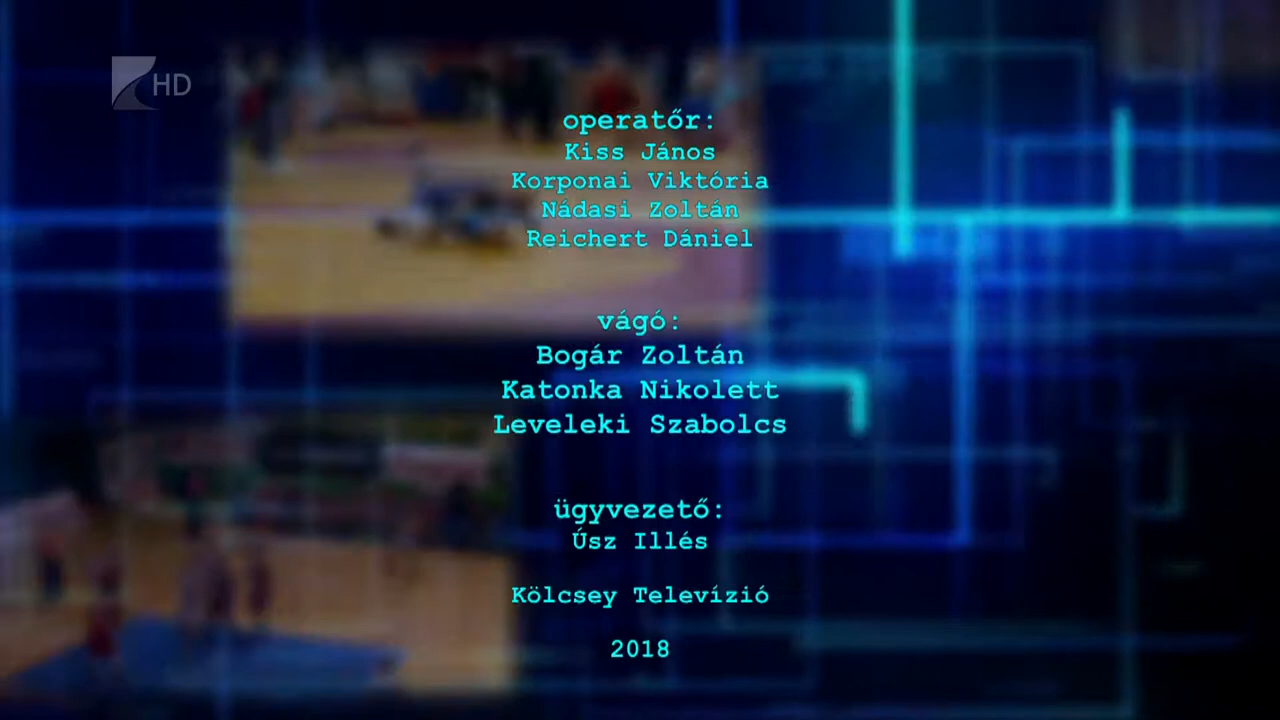 HD
operatőr:
Kiss János
Korponai Viktória
Nádasi Zoltán
Reichert Dániel
vágó:
Bogár Zoltán
Katonka Nikolett
Leveleki Szabolcs
ügyvezető:
Úsz Illés
Kölcsey Televízió
2018